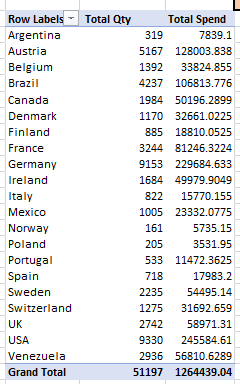 Row Labels Total Qty Total Spend
Argentina 319 7839.1
Austria 5167 128003.838
Belgium 1392 33824.855
Brazil 4237 106813.776
Canada 1984 50196.2899
Denmark 1170 32661.0225
Finland 885 18810.0525
France 3244 81246.3224
Germany 9153 229684.633
Ireland 1684 49979.9049
Italy 822 15770.155
Mexico 1005 23332.0775
Norway 161 5735.15
Poland 205 3531.95
Portugal 533 11472.3625
Spain 718 17983.2
Sweden 2235 54495.14
Switzerland 1275 31692.659
UK 2742 58971.31
USA 9330 245584.61
Venezuela 2936 56810.6289
Grand Total 51197 1264439.04